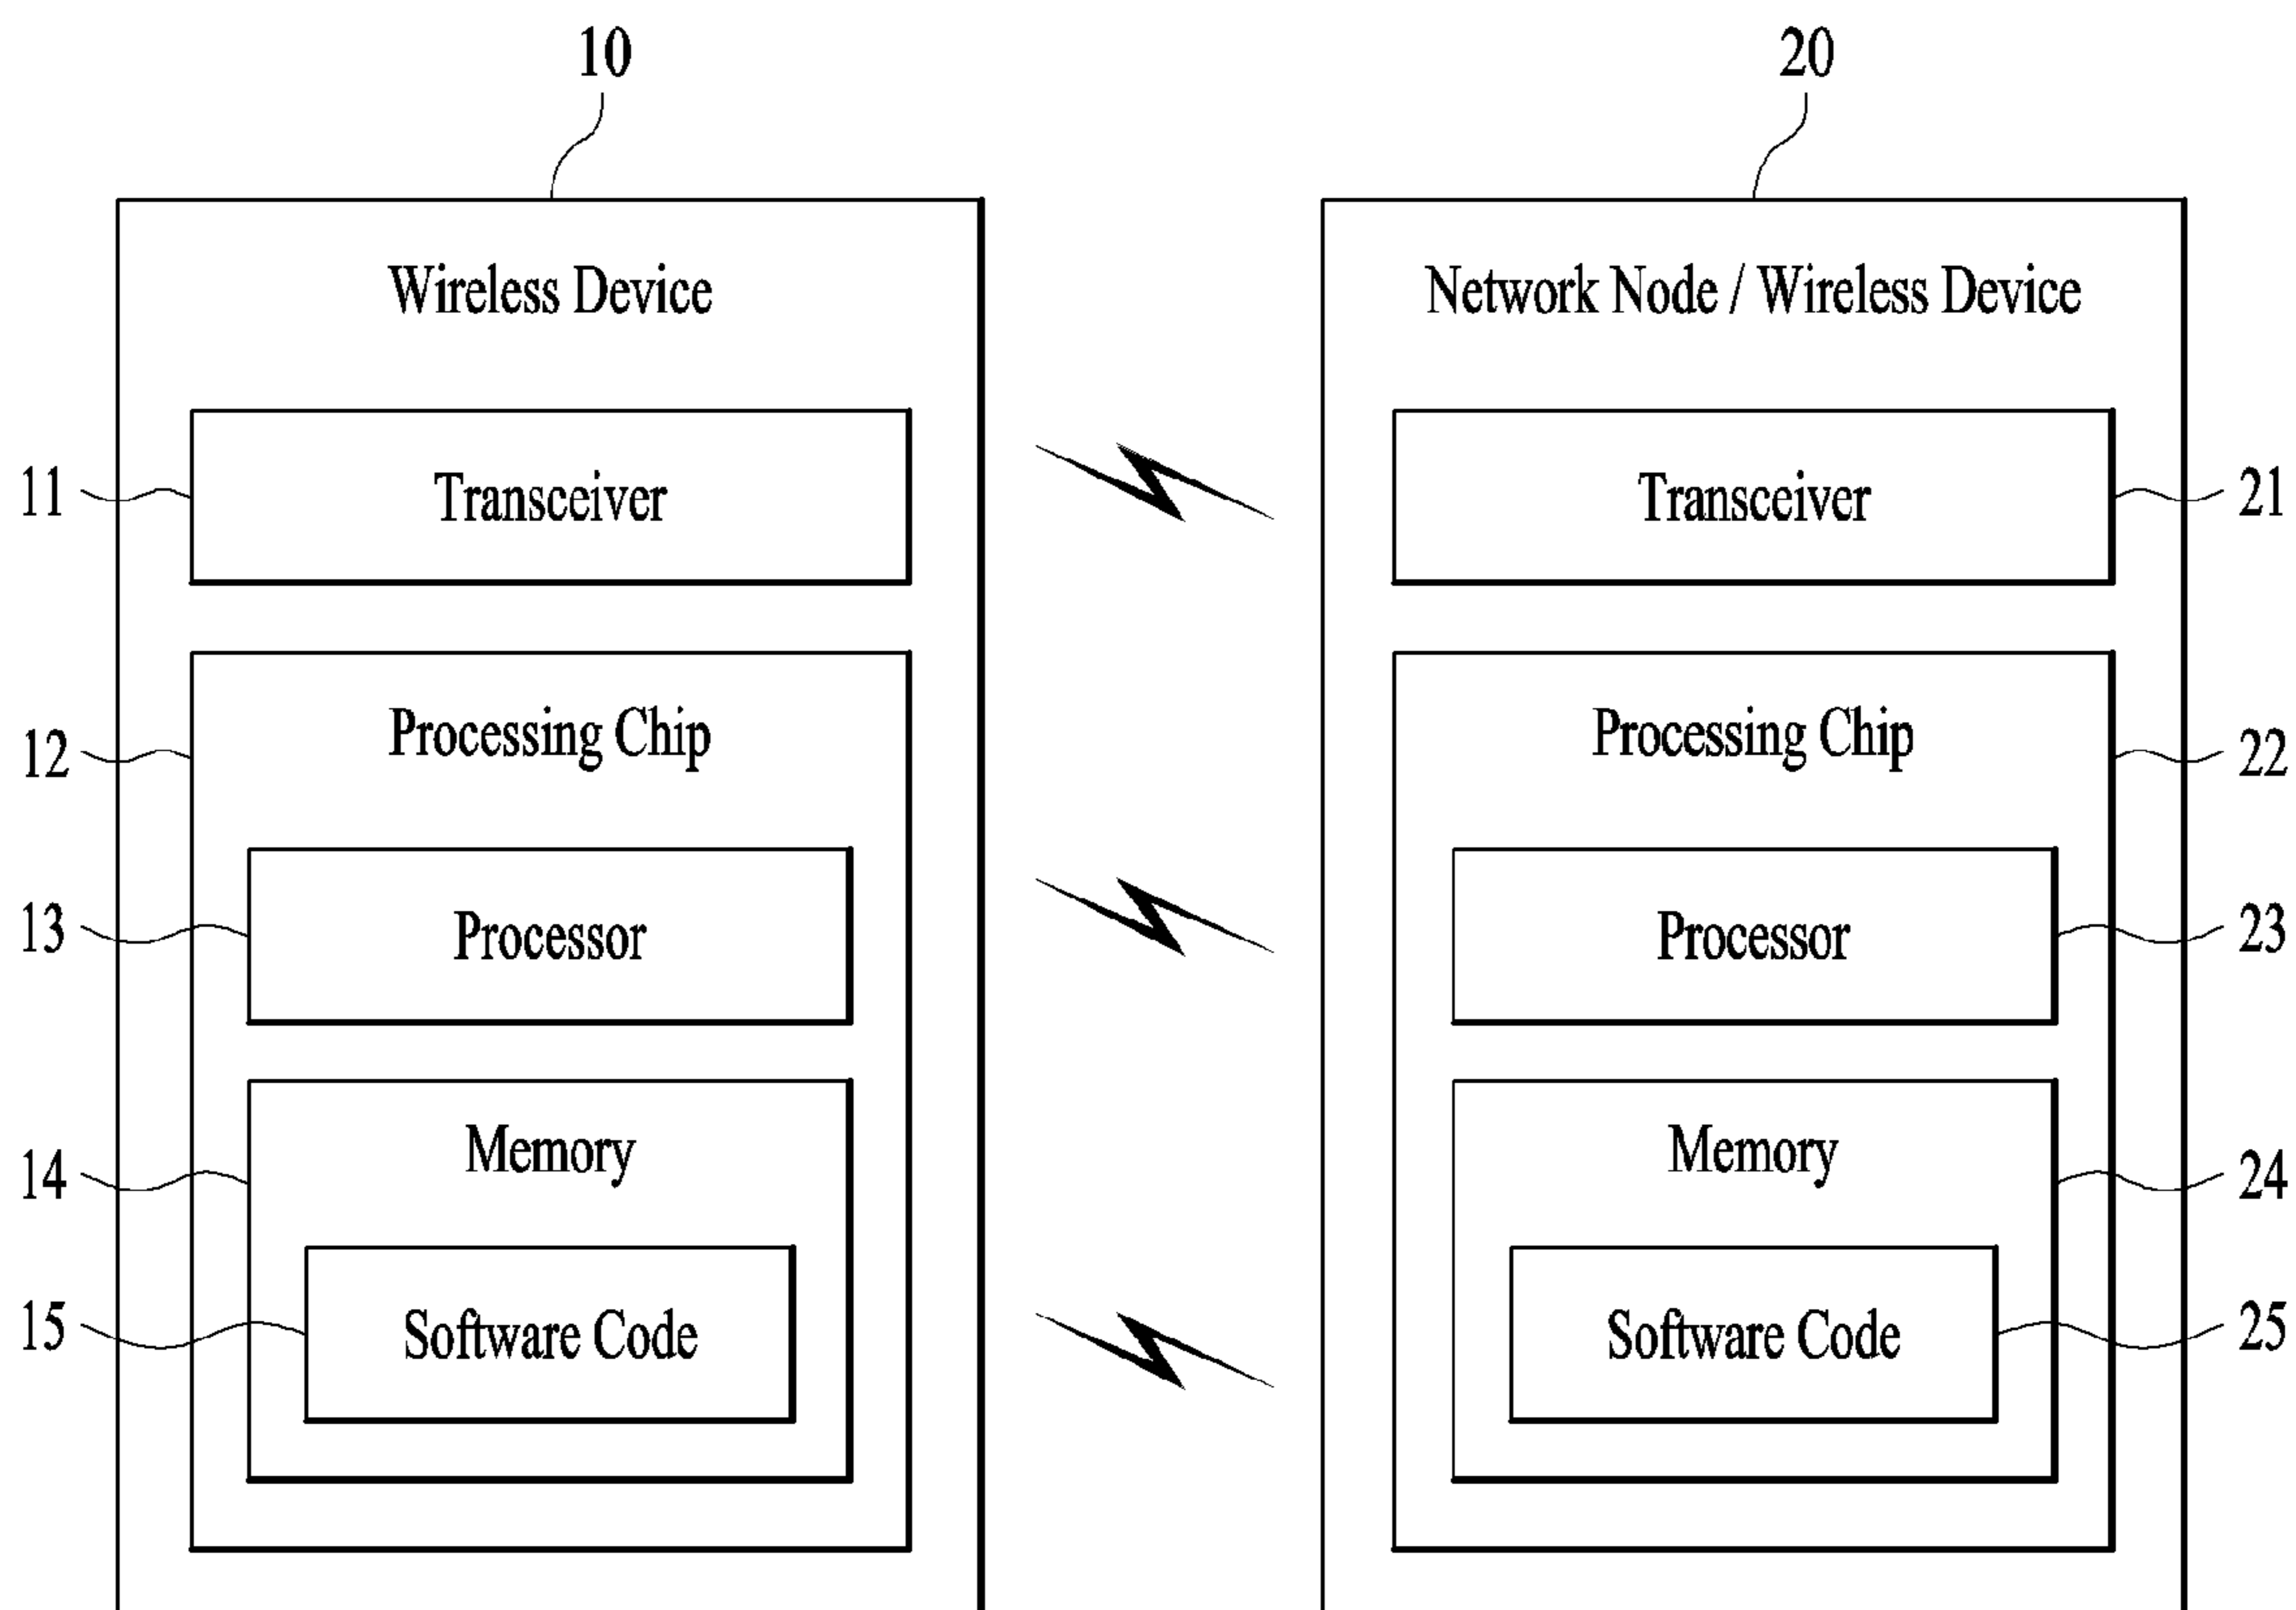 10
20
Wireless Device
Network Node / Wireless Device
11
Transceiver
Transceiver
21
12
Processing Chip
Processing Chip
22
13
Processor
Processor
23
14
Memory
Memory
24
15
Software Code
Software Code
25